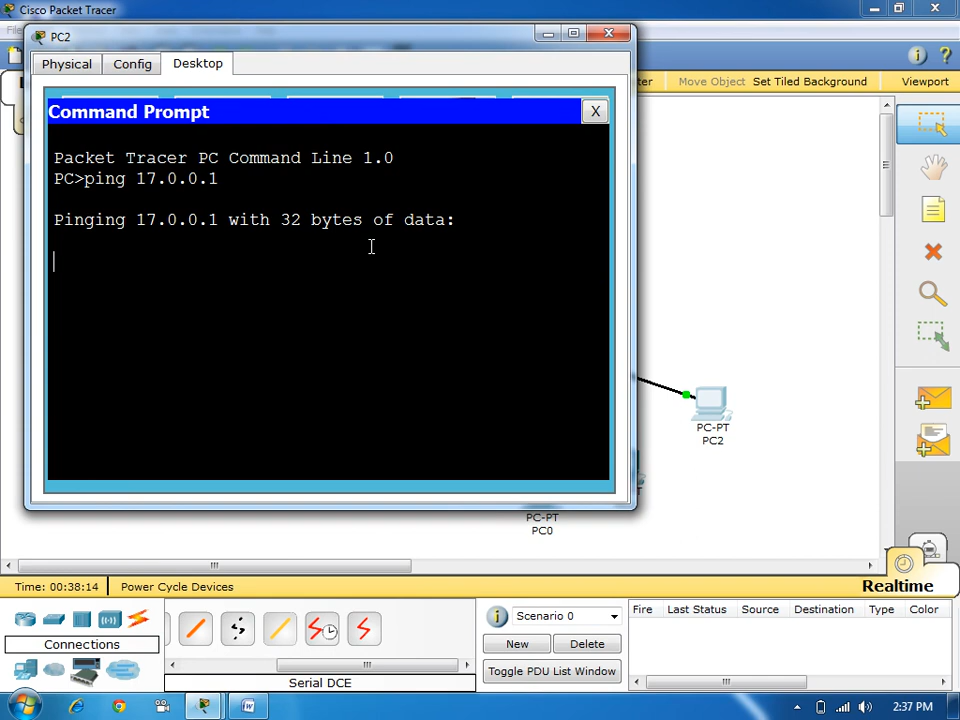 Cisco Packet Tracer
PC2
Physical
Config
Desktop
Move Object
Set Tiled Background
Viewport
Command Prompt
X
Packet Tracer PC Command Line 1.0
PC>ping 17.0.0.1
Pinging 17.0.0.1 with 32 bytes of data:
PC-PT
PC2
PC-PT
PC0
Time: 00:38:14
Power Cycle Devices
Realtime
Scenario 0
Fire
Last Status
Source
Destination
Type
Color
New
Delete
Connections
Toggle PDU List Window
Serial DCE
2:37 PM